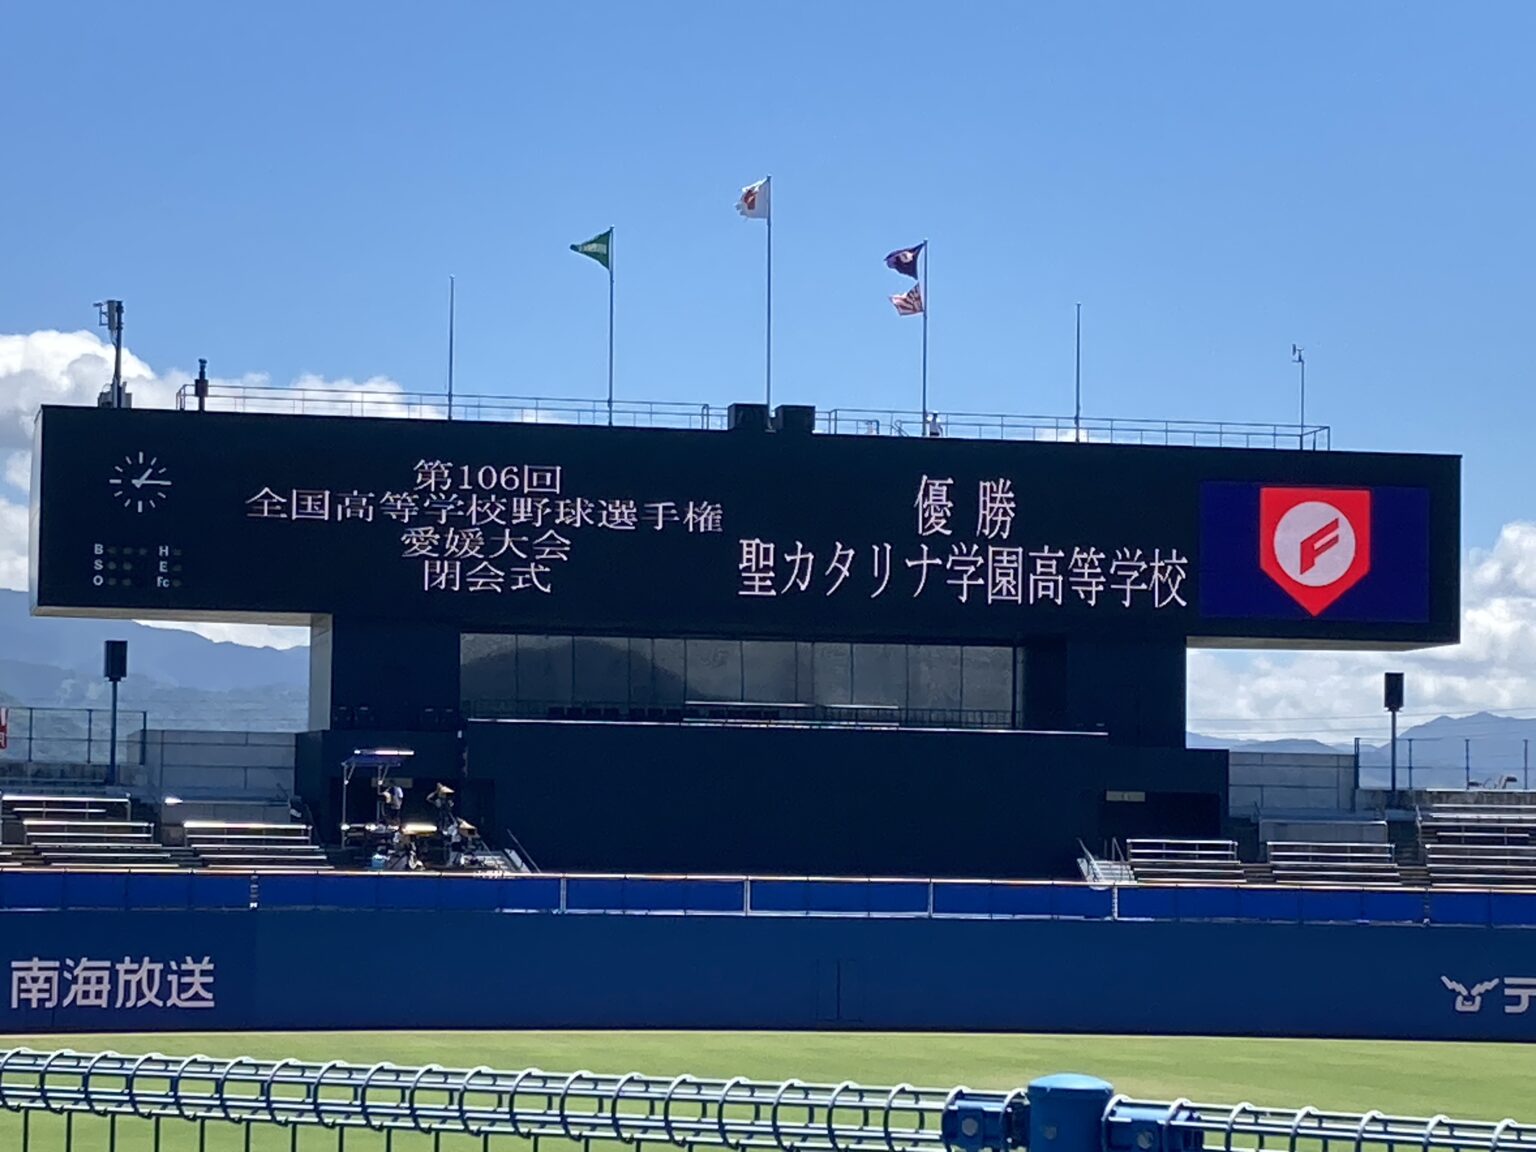 第106回
全国高等学校野球選手権
愛媛大会
閉会式
優勝
聖カタリナ学園高等学校
B H
S E
O Fc
南海放送
テ